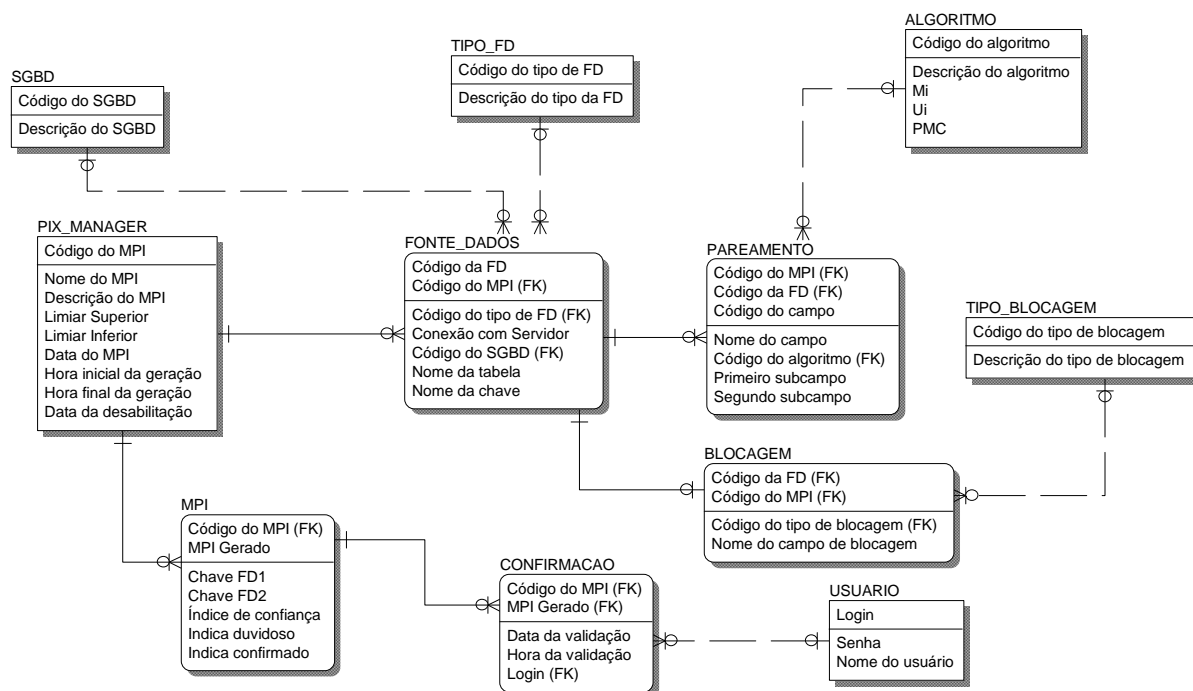 ALGORITMO
Código do algoritmo
Descrição do algoritmo
Mi
Ui
PMC
TIPO_FD
Código do tipo de FD
Descrição do tipo da FD
SGBD
Código do SGBD
Descrição do SGBD
PIX_MANAGER
Código do MPI
Nome do MPI
Descrição do MPI
Limiar Superior
Limiar Inferior
Data do MPI
Hora inicial da geração
Hora final da geração
Data da desabilitação
FONTE_DADOS
Código da FD
Código do MPI (FK)
Código do tipo de FD (FK)
Conexão com Servidor
Código do SGBD (FK)
Nome da tabela
Nome da chave
PAREAMENTO
Código do MPI (FK)
Código da FD (FK)
Código do campo
Nome do campo
Código do algoritmo (FK)
Primeiro subcampo
Segundo subcampo
TIPO_BLOCAGEM
Código do tipo de blocagem
Descrição do tipo de blocagem
BLOCAGEM
Código da FD (FK)
Código do MPI (FK)
Código do tipo de blocagem (FK)
Nome do campo de blocagem
MPI
Código do MPI (FK)
MPI Gerado
Chave FD1
Chave FD2
Índice de confiança
Indica duvidoso
Indica confirmado
CONFIRMACAO
Código do MPI (FK)
MPI Gerado (FK)
Data da validação
Hora da validação
Login (FK)
USUARIO
Login
Senha
Nome do usuário